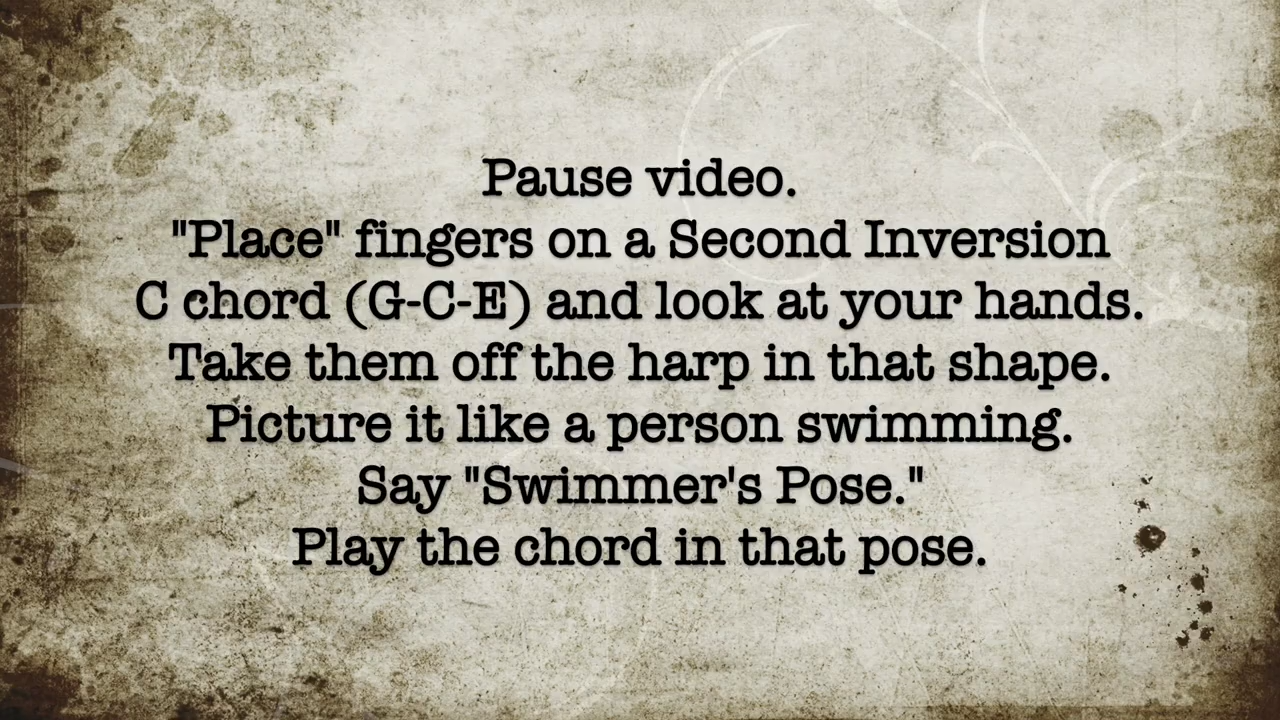 Pause video.
"Place" fingers on a Second Inversion
C chord (G-C-E) and look at your hands.
Take them off the harp in that shape.
Picture it like a person swimming.
Say "Swimmer's Pose."
Play the chord in that pose.